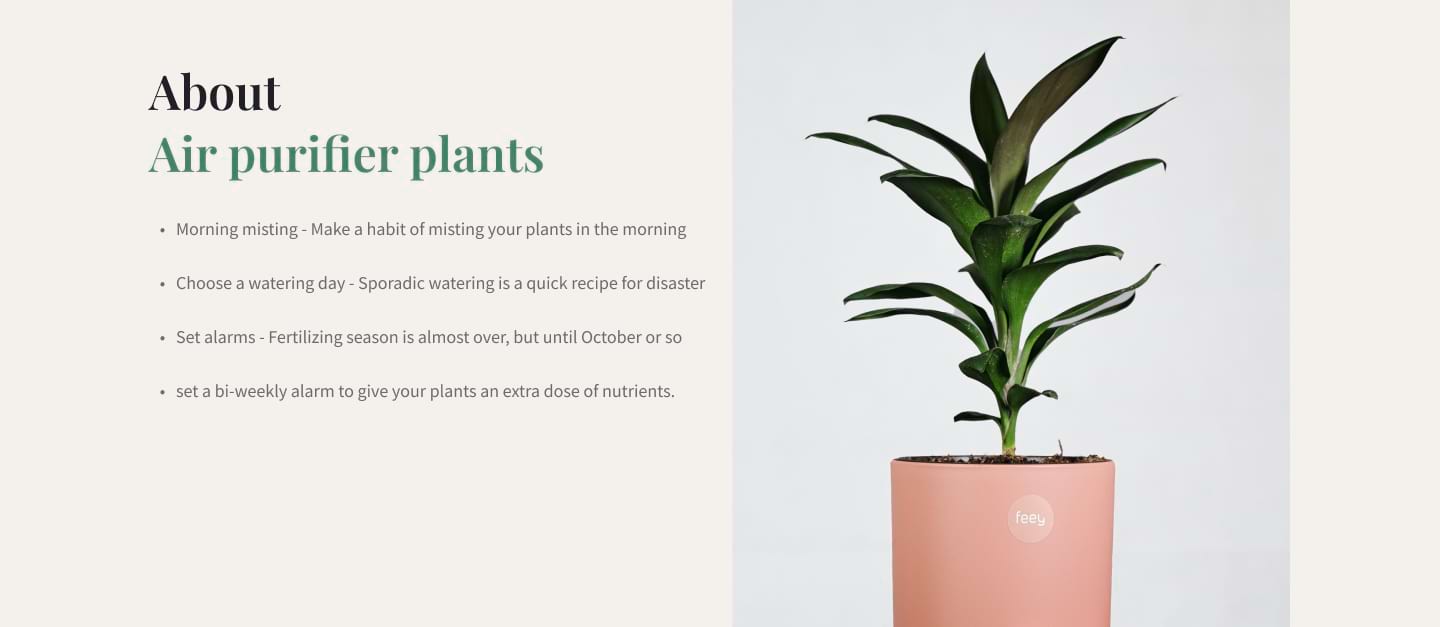 About
Air purifier plants
• Morning misting - Make a habit of misting your plants in the morning
• Choose a watering day - Sporadic watering is a quick recipe for disaster
• Set alarms - Fertilizing season is almost over, but until October or so
• set a bi-weekly alarm to give your plants an extra dose of nutrients.
feey